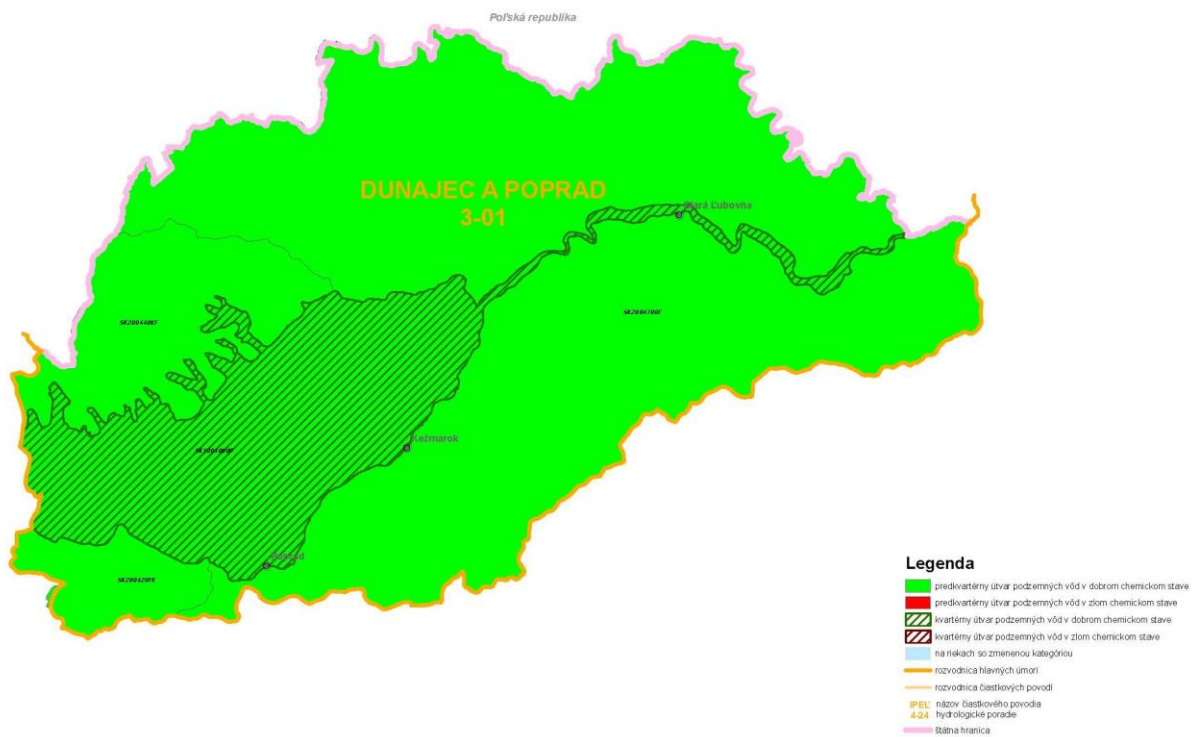 Poľská republika
DUNAJEC A POPRAD
3-01
Stará Ľubovňa
SK200440KF
SK2004700F
Kežmarok
Poprad
Legenda
predkvartérny útvar podzemných vôd v dobrom chemickom stave
predkvartérny útvar podzemných vôd v zlom chemickom stave
kvartérny útvar podzemných vôd v dobrom chemickom stave
kvartérny útvar podzemných vôd v zlom chemickom stave
na riekach so zmenenou kategóriou
rozvodnica hlavných úmorí
rozvodnica čiastkových povodí
IPEĽ názov čiastkového povodia
4-24 hydrologické poradie
štátna hranica